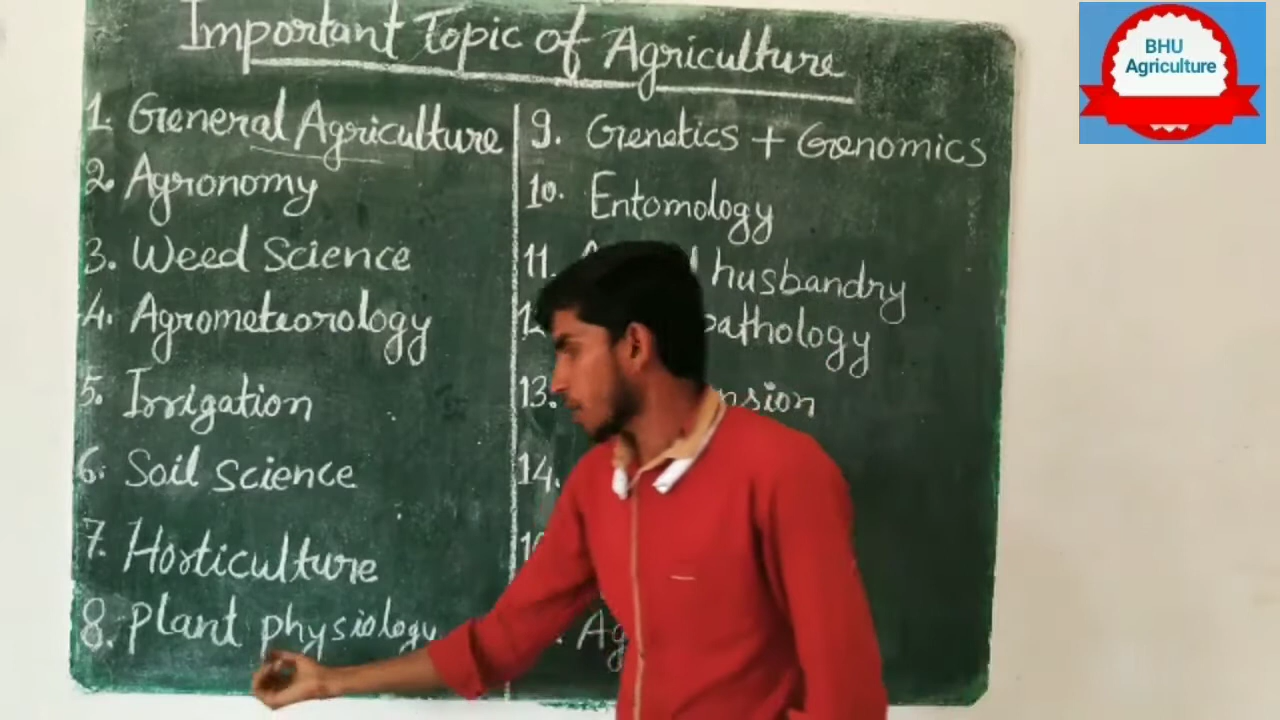 Important Topic of Agriculture
1. General Agriculture
2. Agronomy
3. Weed Science
4. Agrometeorology
5. Irrigation
6. Soil Science
7. Horticulture
8. Plant physiology
9. Genetics + Genomics
10. Entomology
11. husbandry
pathology
13.
14.
BHU
Agriculture